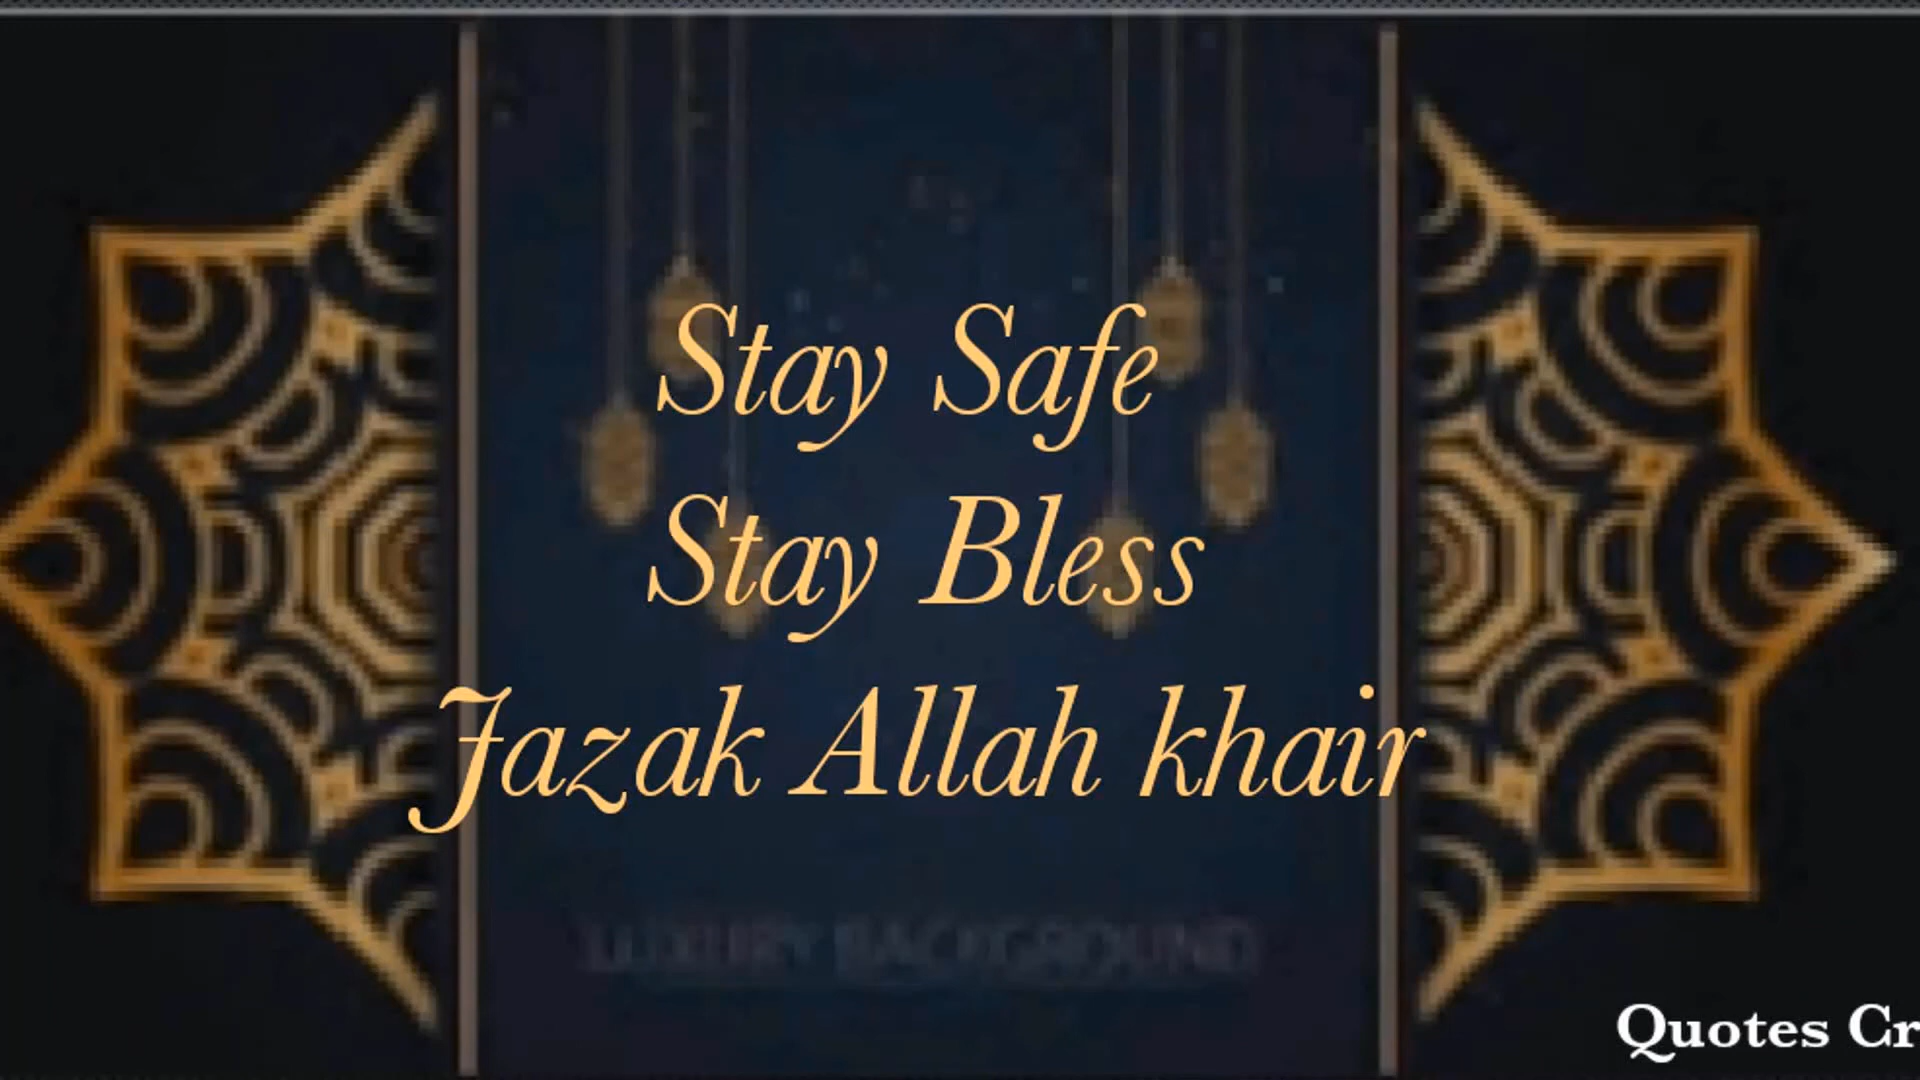 Stay Safe
Stay Bless
Jazak Allah khair
LUXURY BACKGROUND
Quotes Cr